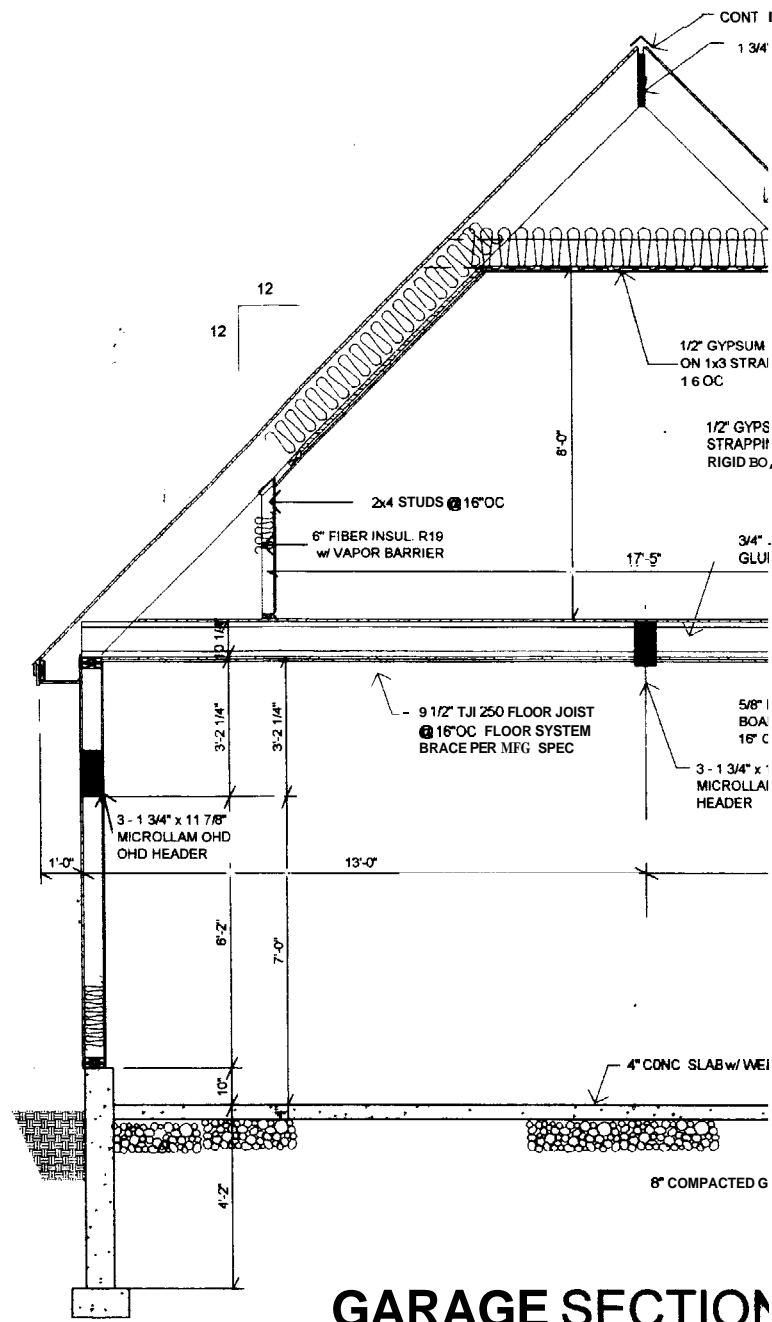 CONT
1 3/4"
12
12
1/2" GYPSUM
ON 1x3 STRA
16 OC
8'-0"
1/2" GYPS
STRAPPIN
RIGID BO
2x4 STUDS @ 16"OC
6" FIBER INSUL. R19
w/ VAPOR BARRIER
3/4"
GLU
17'-5"
10 1/8"
9 1/2" TJI 250 FLOOR JOIST
@ 16"OC FLOOR SYSTEM
BRACE PER MFG SPEC
3'-2 1/4"
3'-2 1/4"
5/8"
BOA
16" O
3 - 1 3/4" x 1
MICROLLA
HEADER
3 - 1 3/4" x 11 7/8"
MICROLLAM OHD
OHD HEADER
1'-0"
13'-0"
6'-2"
7'-0"
4" CONC SLAB w/ WE
10"
8" COMPACTED G
4'-2"
GARAGE SECTION